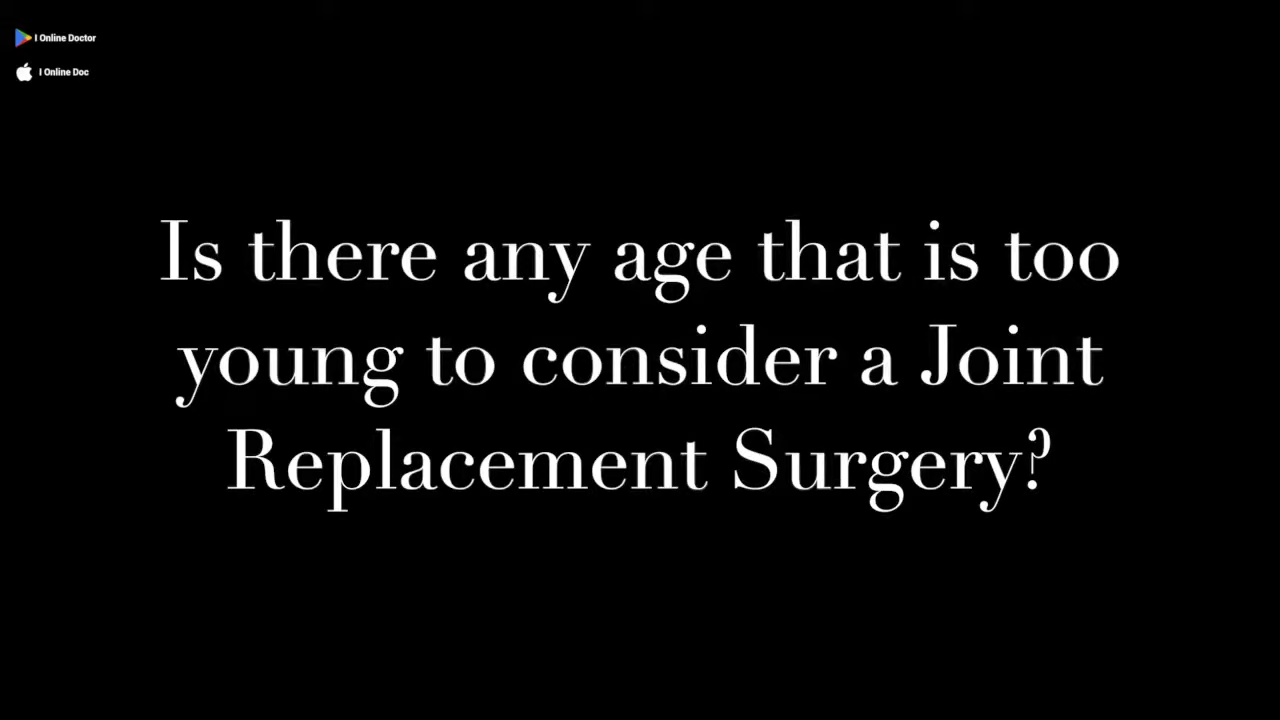 I Online Doctor
I Online Doc
Is there any age that is too
young to consider a Joint
Replacement Surgery?